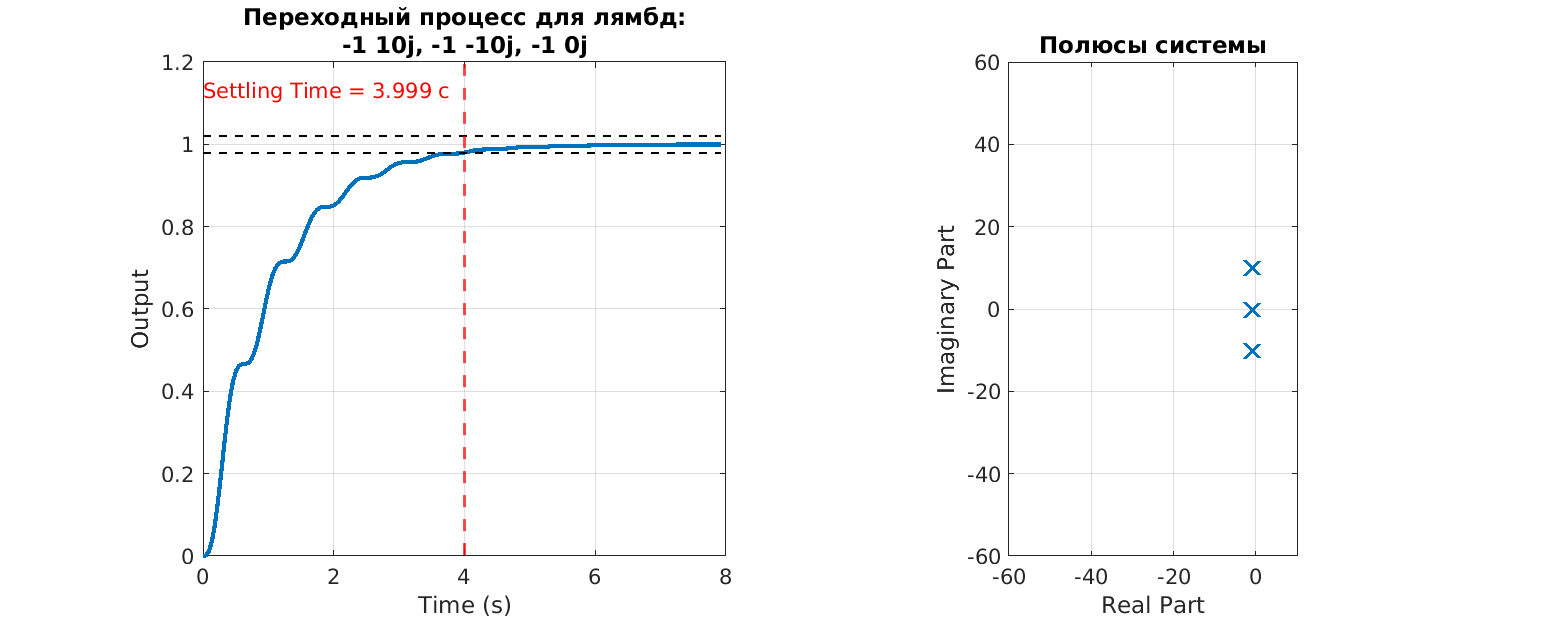 Переходный процесс для лямбд:
-1 10j, -1 -10j, -1 0j
Settling Time = 3.999 c
1.2
1
0.8
0.6
0.4
0.2
0
0 2 4 6 8
Output
Time (s)
Полюсы системы
60
40
20
0
-20
-40
-60
-60 -40 -20 0
Imaginary Part
Real Part